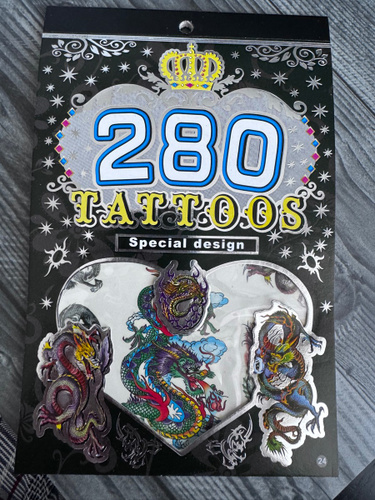 280
TATTOOS
Special design
24